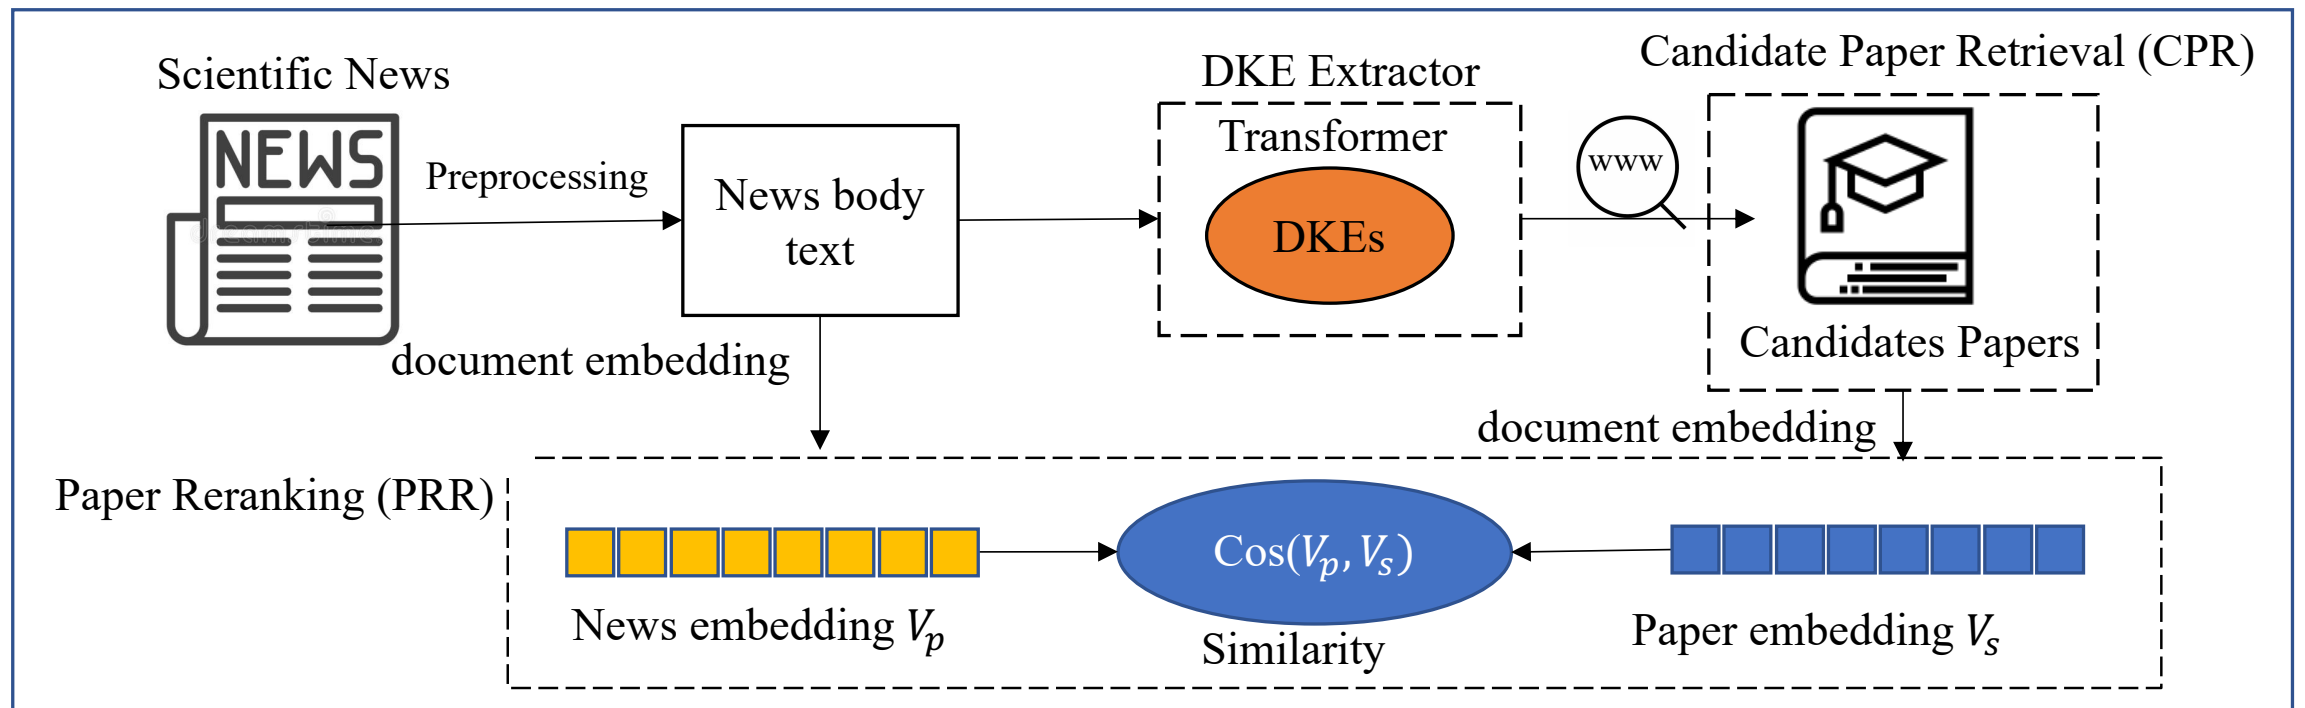 Scientific News
NEWS
Preprocessing
News body
text
DKE Extractor
Transformer
DKEs
www
Candidate Paper Retrieval (CPR)
Candidates Papers
document embedding
document embedding
Paper Reranking (PRR)
Cos(Vₚ, Vₛ)
News embedding Vₚ
Similarity
Paper embedding Vₛ